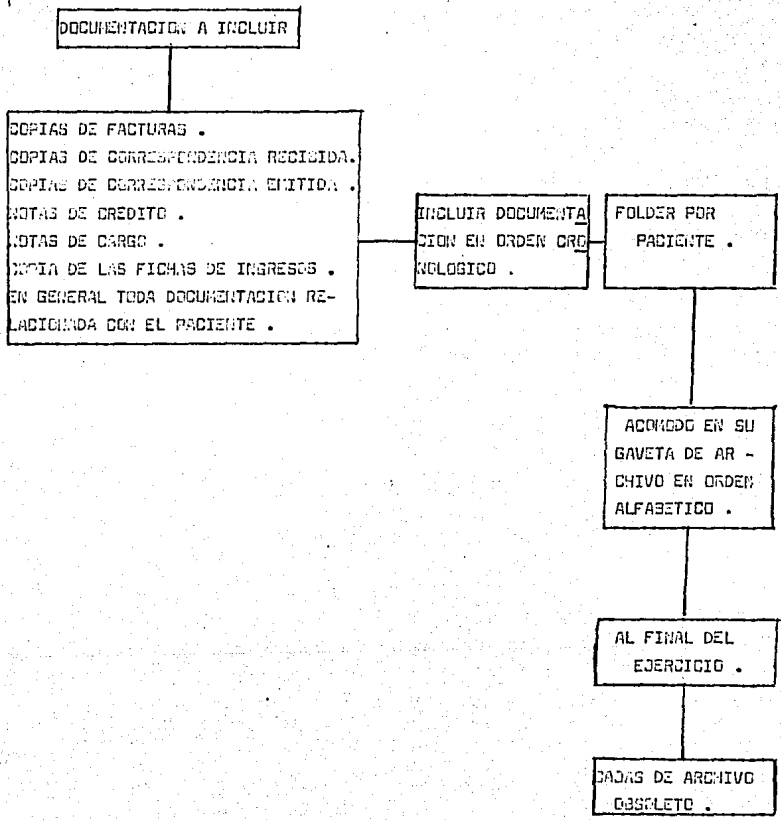 DOCUMENTACION A INCLUIR
COPIAS DE FACTURAS .
COPIAS DE CORRESPONDENCIA RECIBIDA.
COPIAS DE CORRESPONDENCIA EMITIDA .
NOTAS DE CREDITO .
NOTAS DE CARGO .
COPIA DE LAS FICHAS DE INGRESOS .
EN GENERAL TODA DOCUMENTACION RE-
LACIONADA CON EL PACIENTE .
INCLUIR DOCUMENTA
CION EN ORDEN CRO
NOLOGICO .
FOLDER POR
PACIENTE .
ACOMODO EN SU
GAVETA DE AR -
CHIVO EN ORDEN
ALFABETICO .
AL FINAL DEL
EJERCICIO .
CAJAS DE ARCHIVO
OBSOLETO .